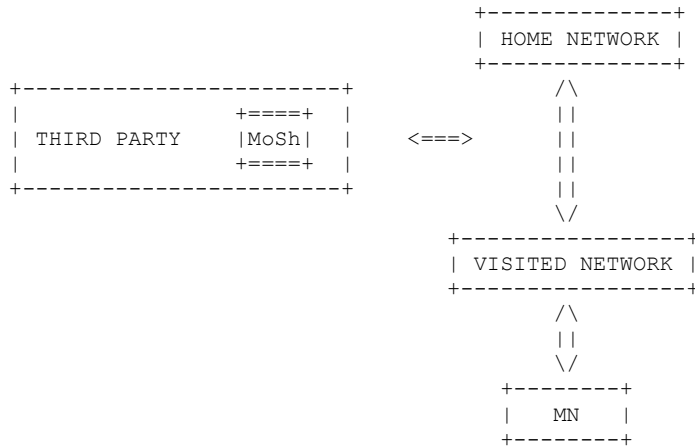 HOME NETWORK
THIRD PARTY |MoSh| <===>
VISITED NETWORK
MN